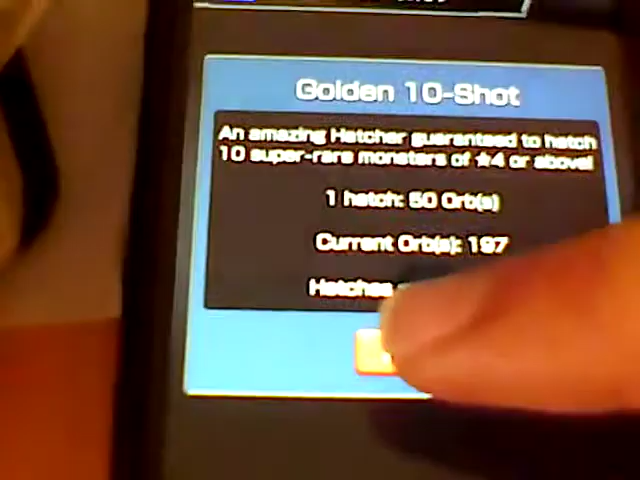 Golden 10-Shot
An amazing Hatcher guaranteed to hatch
10 super-rare monsters of ★4 or above!
1 hatch: 50 Orb(s)
Current Orb(s): 197
Hatches